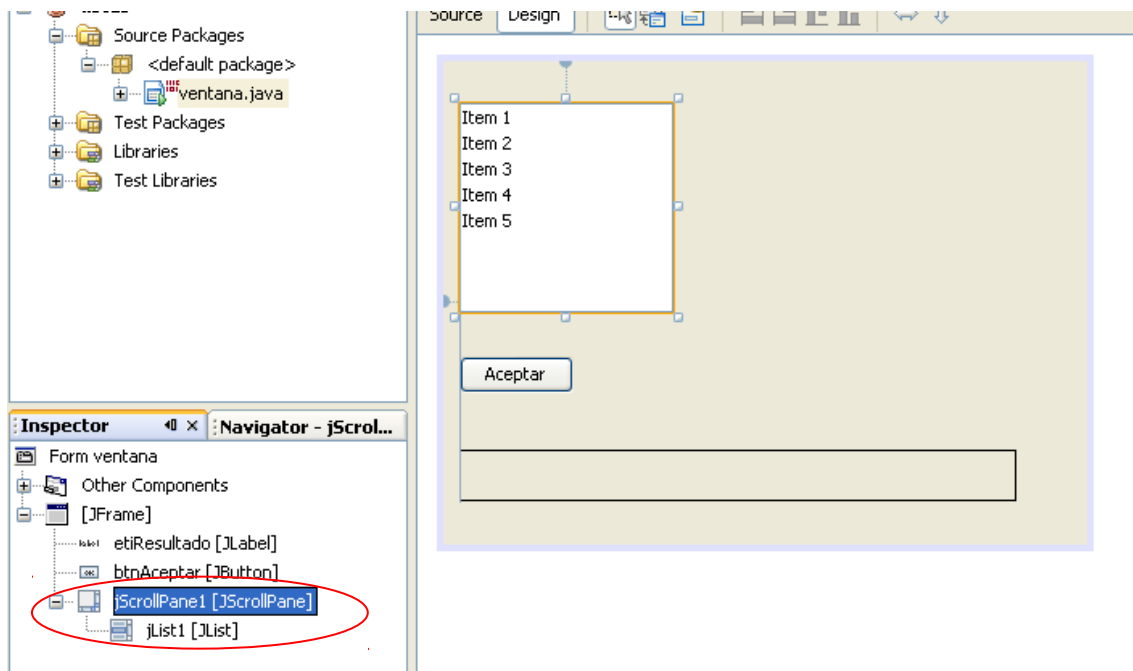 Source Packages
<default package>
ventana.java
Test Packages
Libraries
Test Libraries
Source Design
Item 1
Item 2
Item 3
Item 4
Item 5
Aceptar
Inspector
Navigator - jScrol...
Form ventana
Other Components
[JFrame]
label etiResultado [JLabel]
OK btnAceptar [JButton]
jScrollPane1 [JScrollPane]
jList1 [JList]